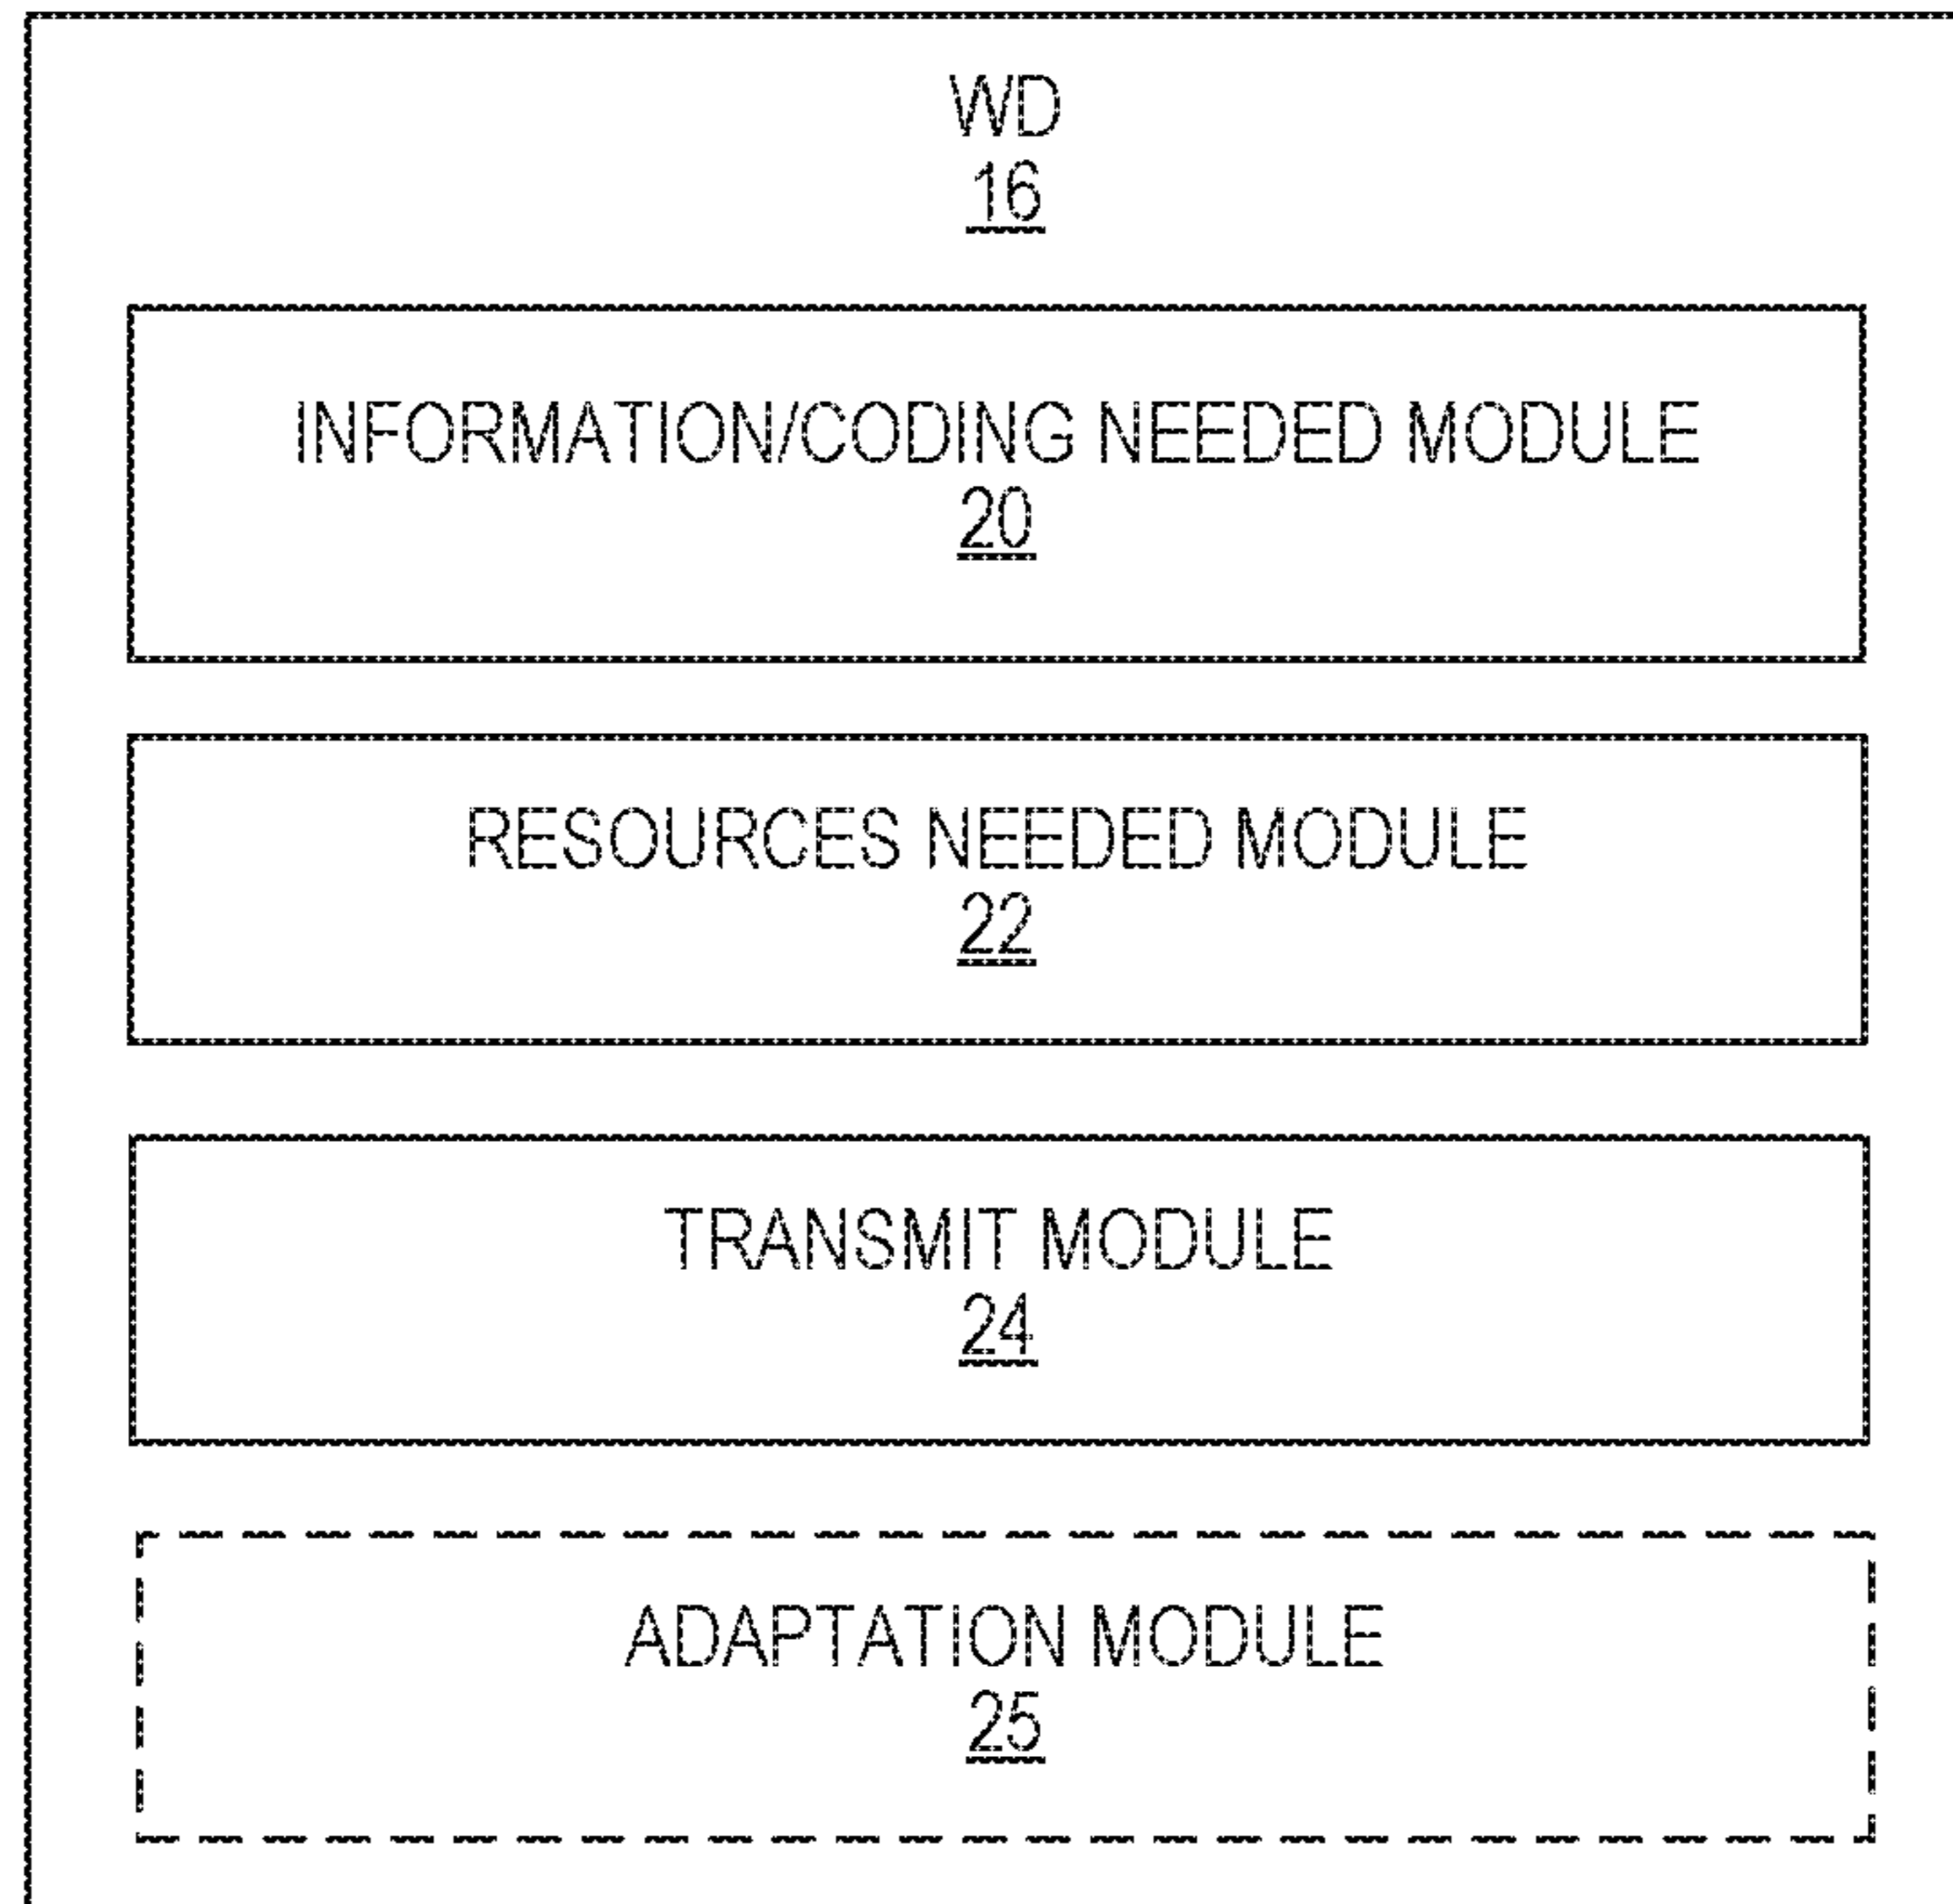 WD
16
INFORMATION/CODING NEEDED MODULE
20
RESOURCES NEEDED MODULE
22
TRANSMIT MODULE
24
ADAPTATION MODULE
25